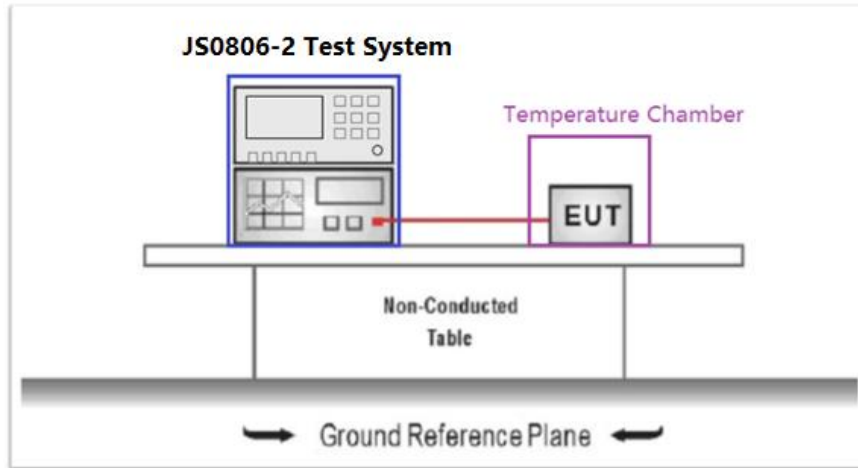 JS0806-2 Test System
Temperature Chamber
EUT
Non-Conducted
Table
Ground Reference Plane